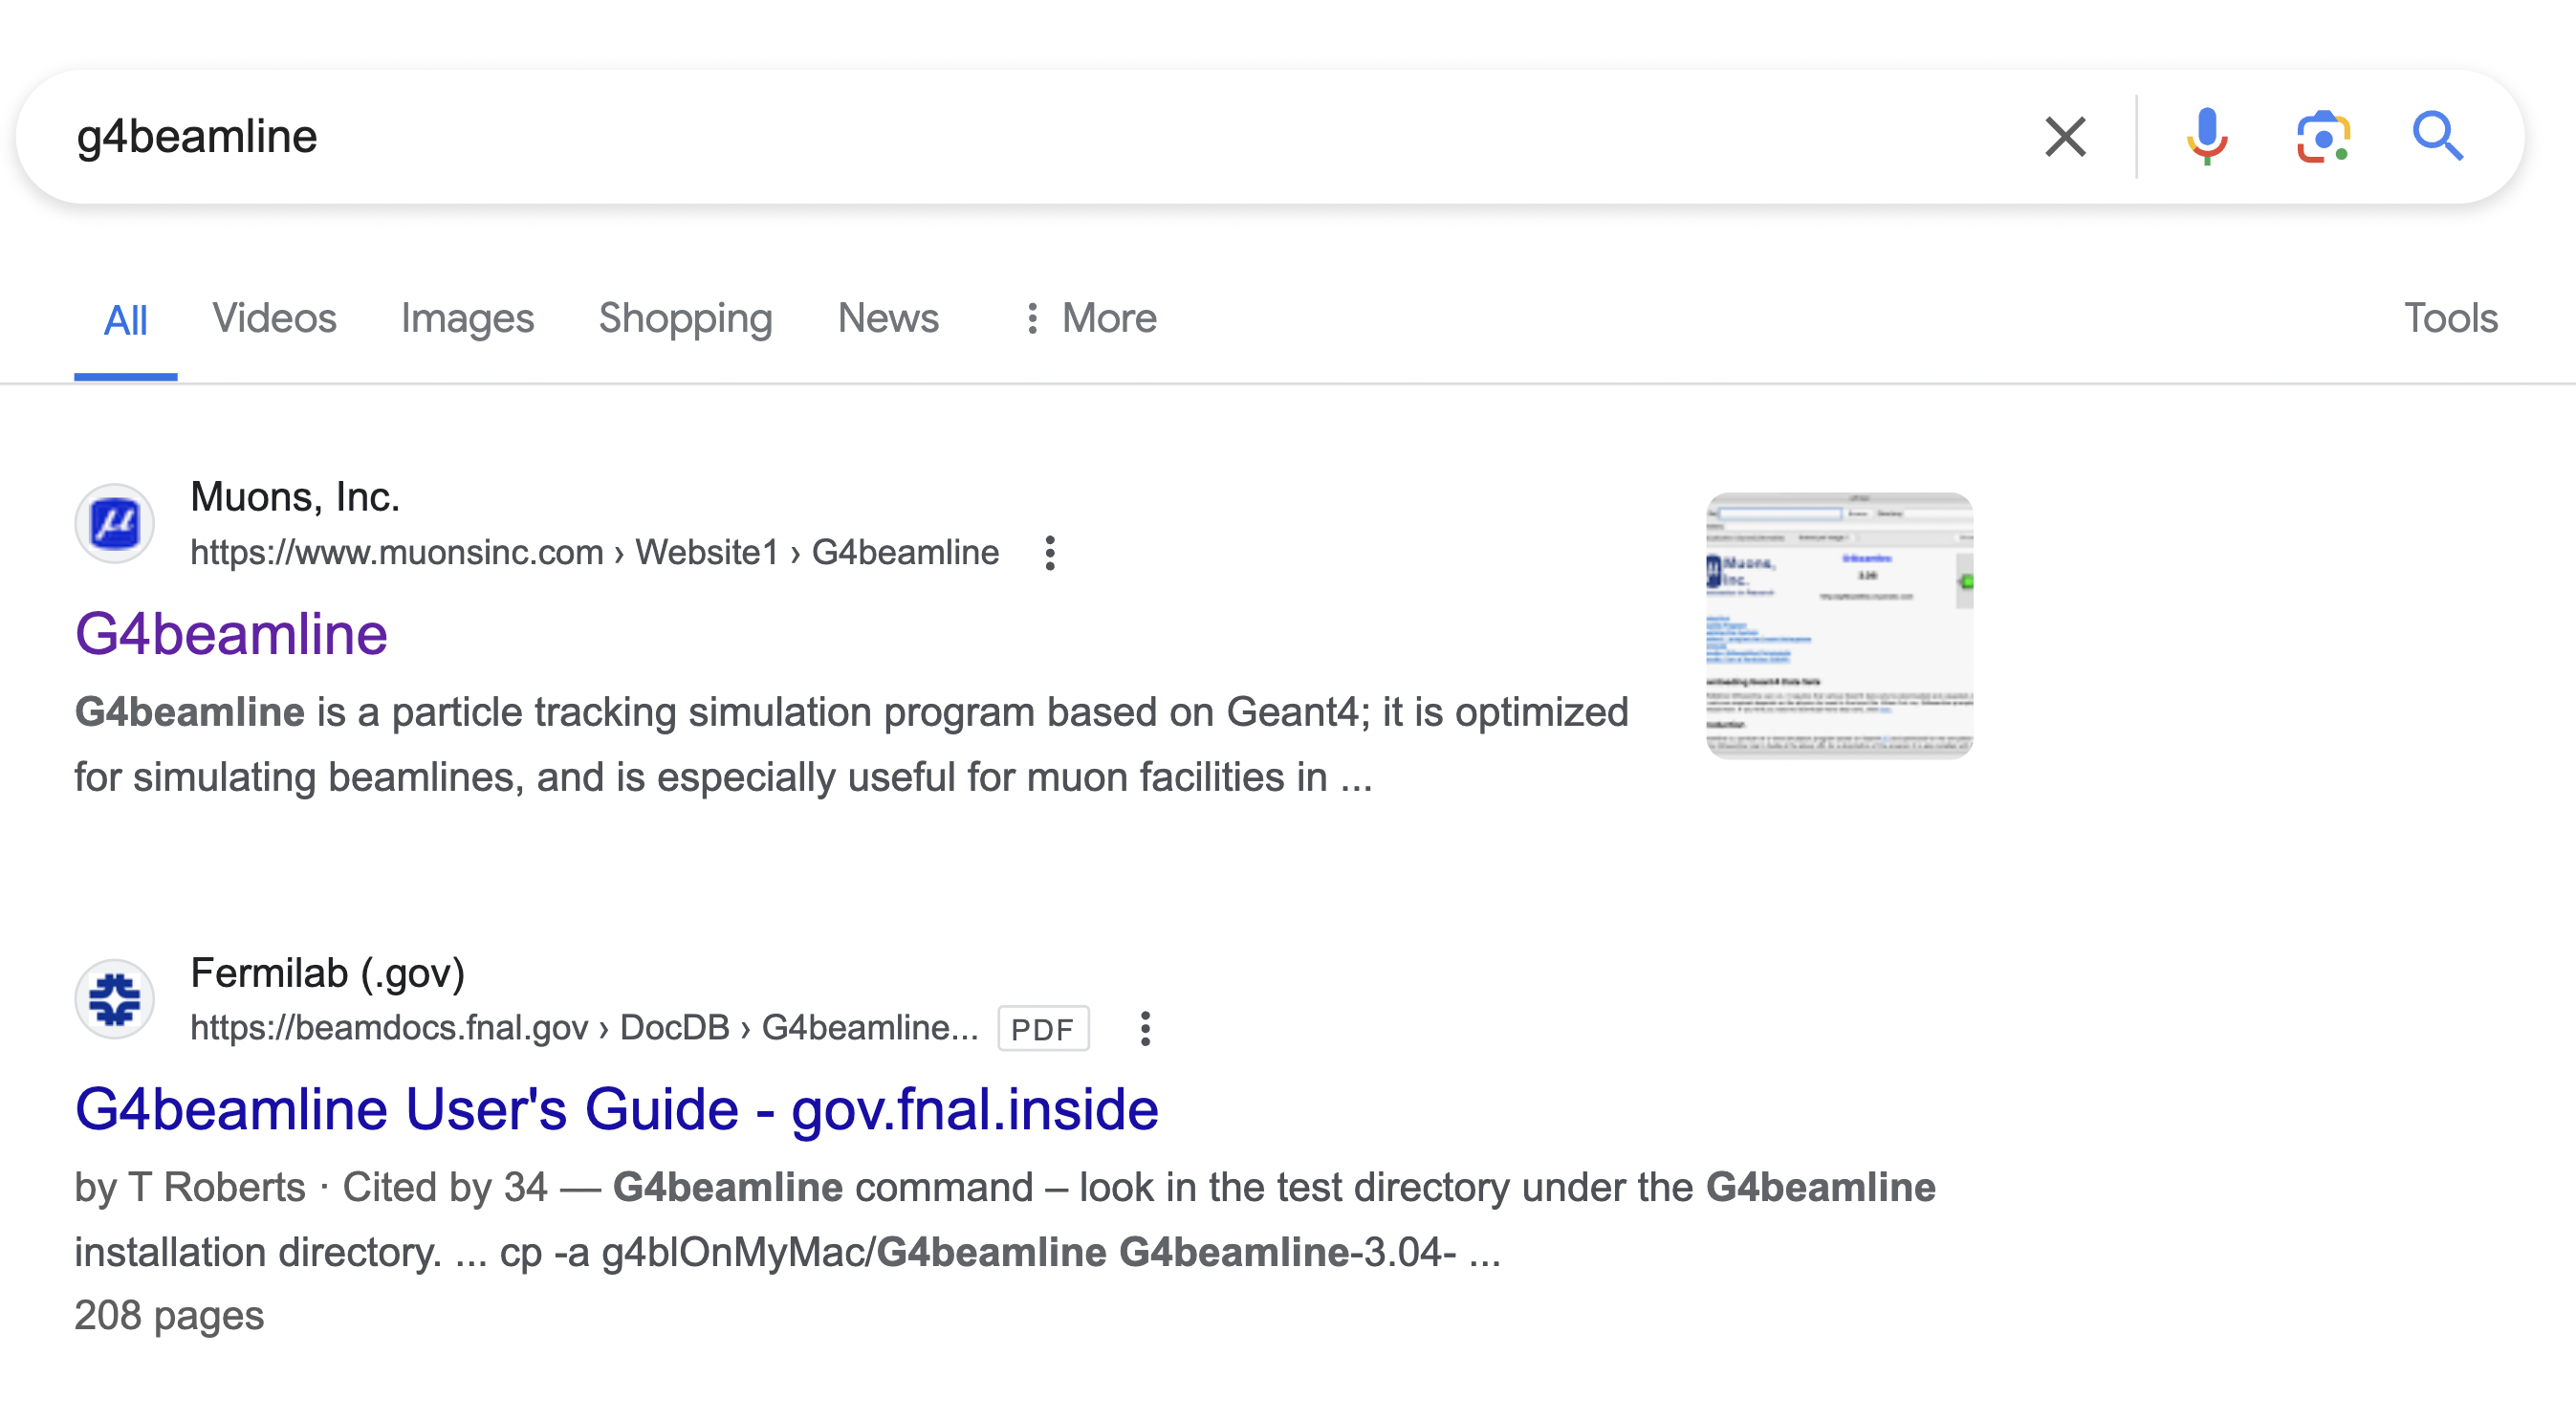 g4beamline
All Videos Images Shopping News More Tools
Muons, Inc.
https://www.muonsinc.com › Website1 › G4beamline
G4beamline
G4beamline is a particle tracking simulation program based on Geant4; it is optimized
for simulating beamlines, and is especially useful for muon facilities in ...
Muons,
Inc.
G4beamline
Fermilab (.gov)
https://beamdocs.fnal.gov › DocDB › G4beamline... PDF
G4beamline User's Guide - gov.fnal.inside
by T Roberts · Cited by 34 — G4beamline command – look in the test directory under the G4beamline
installation directory. ... cp -a g4blOnMyMac/G4beamline G4beamline-3.04- ...
208 pages